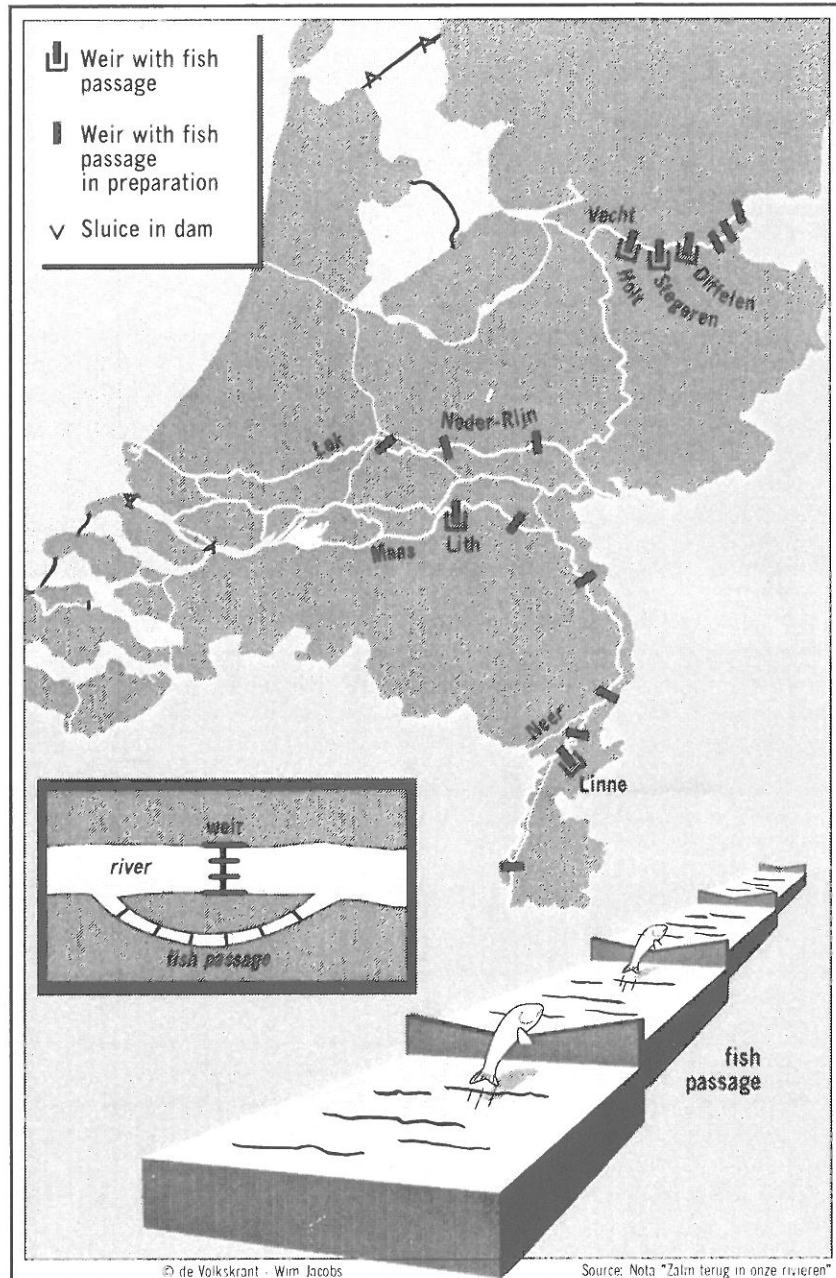 Weir with fish
passage
Weir with fish
passage
in preparation
Sluice in dam
Vecht
Holt
Stegeren
Diffelen
Neder-Rijn
Lek
Maas
Lith
Neer
Linne
weir
river
fish passage
fish
passage
© de Volkskrant - Wim Jacobs
Source: Nota "Zalm terug in onze rivieren"